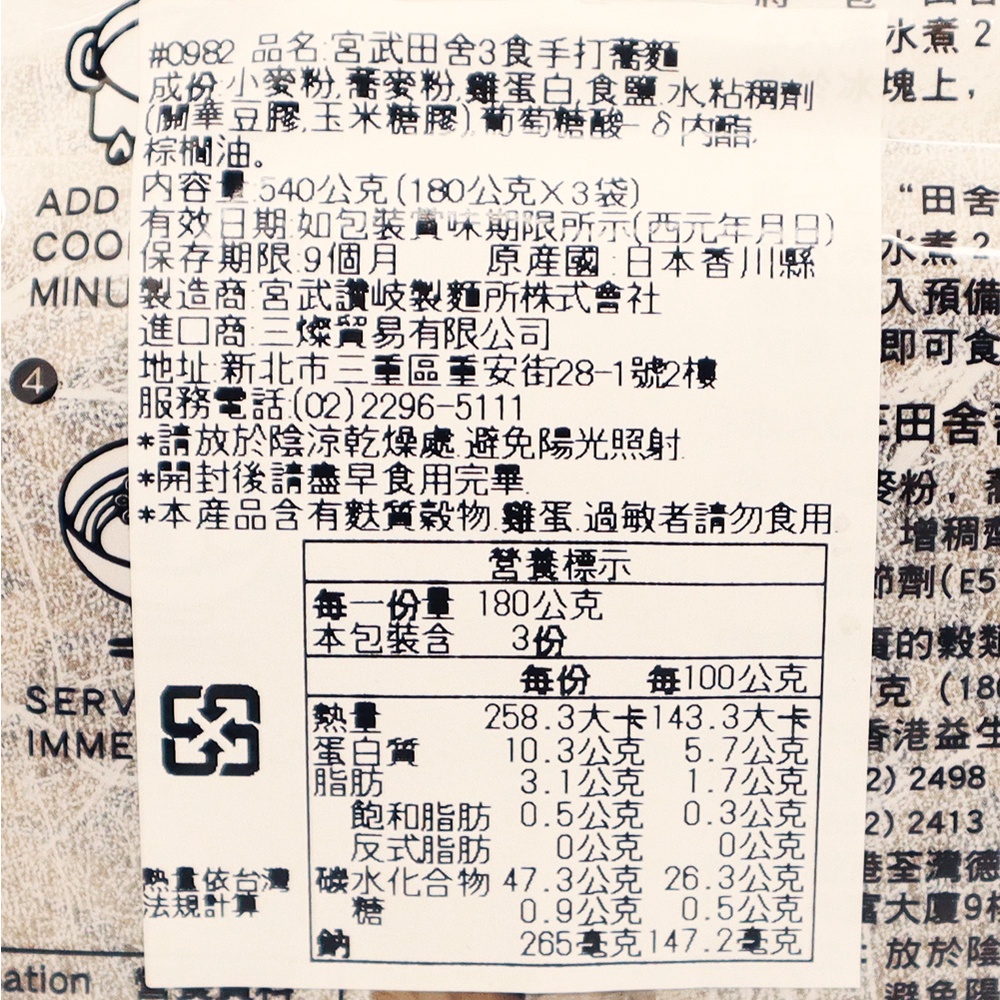 #0982 品名:宮武田舍3食手打蕎麵
成份:小麥粉,蕎麥粉,雞蛋白,食鹽.水粘稠劑
(關華豆膠,玉米糖膠),葡萄糖酸-δ內酯,
棕櫚油。
內容量:540公克(180公克X3袋)
有效日期:如包裝賞味期限所示(西元年月日)
保存期限:9個月 原產國:日本香川縣
製造商:宮武讚岐製麵所株式會社
進口商:三燦貿易有限公司
地址:新北市三重區重安街28-1號2樓
服務電話:(02)2296-5111
*請放於陰涼乾燥處.避免陽光照射.
*開封後請盡早食用完畢.
*本產品含有麩質穀物.雞蛋.過敏者請勿食用.
營養標示
每一份量 180公克
本包裝含 3份
每份 每100公克
熱量 258.3大卡 143.3大卡
蛋白質 10.3公克 5.7公克
脂肪 3.1公克 1.7公克
飽和脂肪 0.5公克 0.3公克
反式脂肪 0公克 0公克
碳水化合物 47.3公克 26.3公克
糖 0.9公克 0.5公克
鈉 265毫克 147.2毫克
熱量依台灣
法規計算
ADD
COO
MINU
4
SERV
IMME
ation
水煮 2
塊上，
“田舍
水煮 2
入預備
即可食
田舍
麥粉，蕎
增稠劑
節劑(E5
質的穀類
克 (180
香港益生
2) 2498
2) 2413
港荃灣德
富大廈9樓
放於陰
避免陽